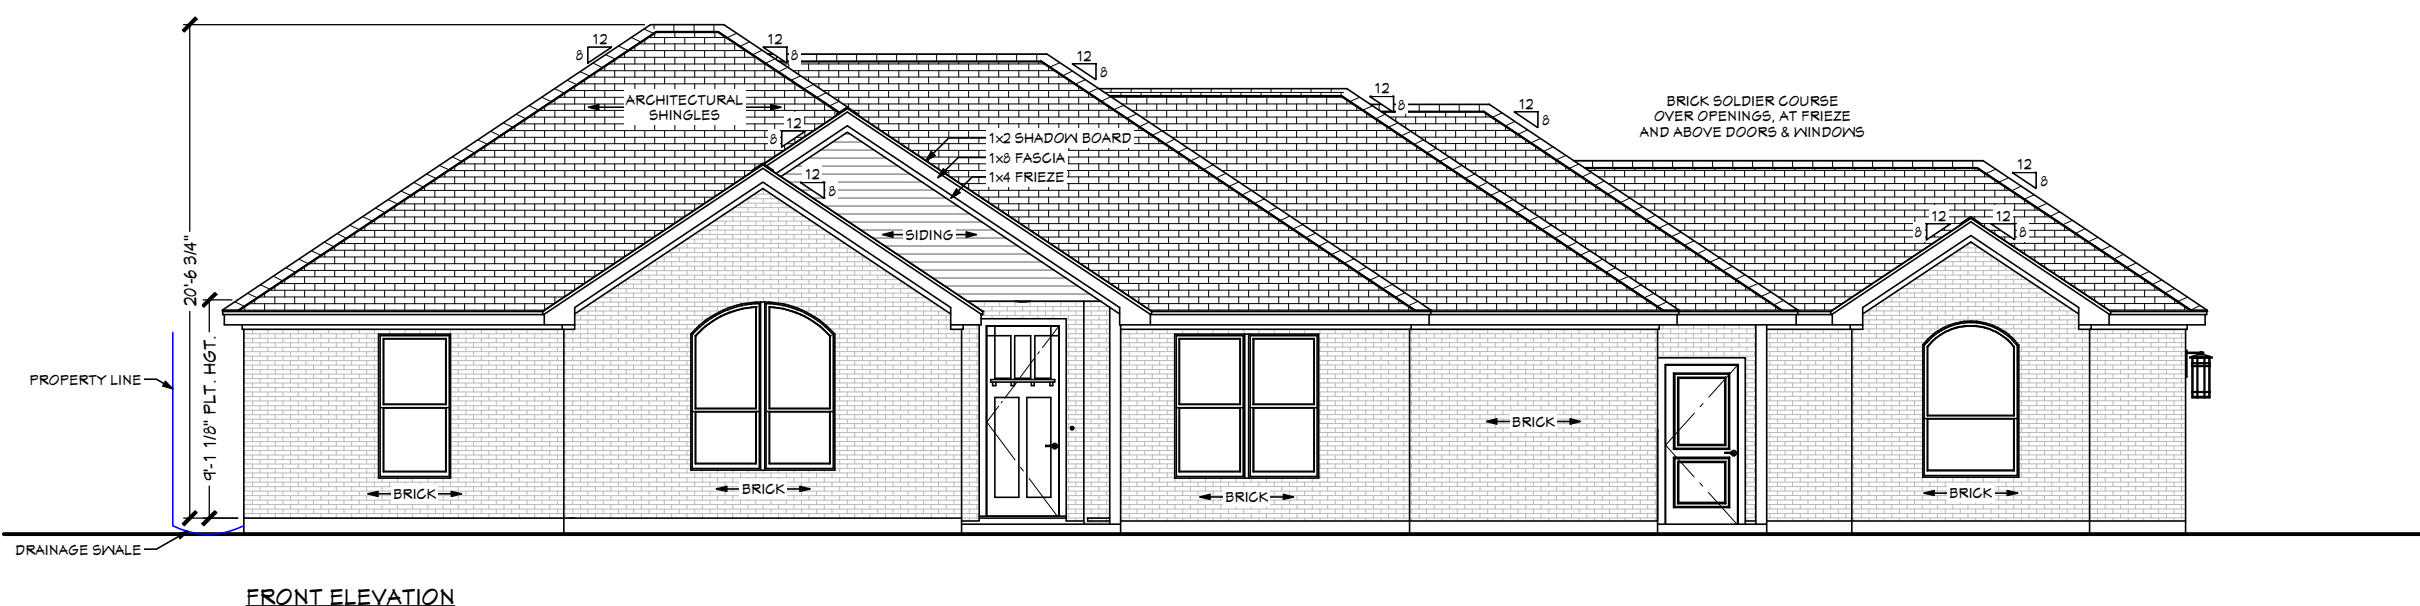 12
8
12
8
12
8
12
8
12
8
ARCHITECTURAL
SHINGLES
12
8
1x2 SHADOW BOARD
1x8 FASCIA
1x4 FRIEZE
BRICK SOLDIER COURSE
OVER OPENINGS, AT FRIEZE
AND ABOVE DOORS & WINDOWS
12
8
12
8
12
8
12
8
SIDING
20'-6 3/4"
9'-1 1/8" PLT. HGT.
PROPERTY LINE
BRICK
BRICK
BRICK
BRICK
BRICK
DRAINAGE SWALE
FRONT ELEVATION